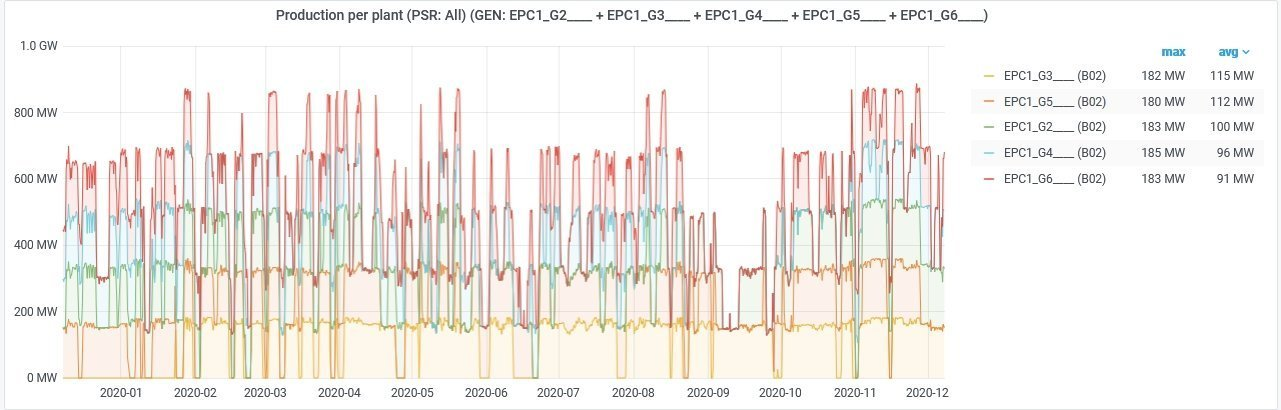 Production per plant (PSR: All) (GEN: EPC1_G2____ + EPC1_G3____ + EPC1_G4____ + EPC1_G5____ + EPC1_G6____)
1.0 GW
800 MW
600 MW
400 MW
200 MW
0 MW
2020-01 2020-02 2020-03 2020-04 2020-05 2020-06 2020-07 2020-08 2020-09 2020-10 2020-11 2020-12
max avg
EPC1_G3____ (B02) 182 MW 115 MW
EPC1_G5____ (B02) 180 MW 112 MW
EPC1_G2____ (B02) 183 MW 100 MW
EPC1_G4____ (B02) 185 MW 96 MW
EPC1_G6____ (B02) 183 MW 91 MW